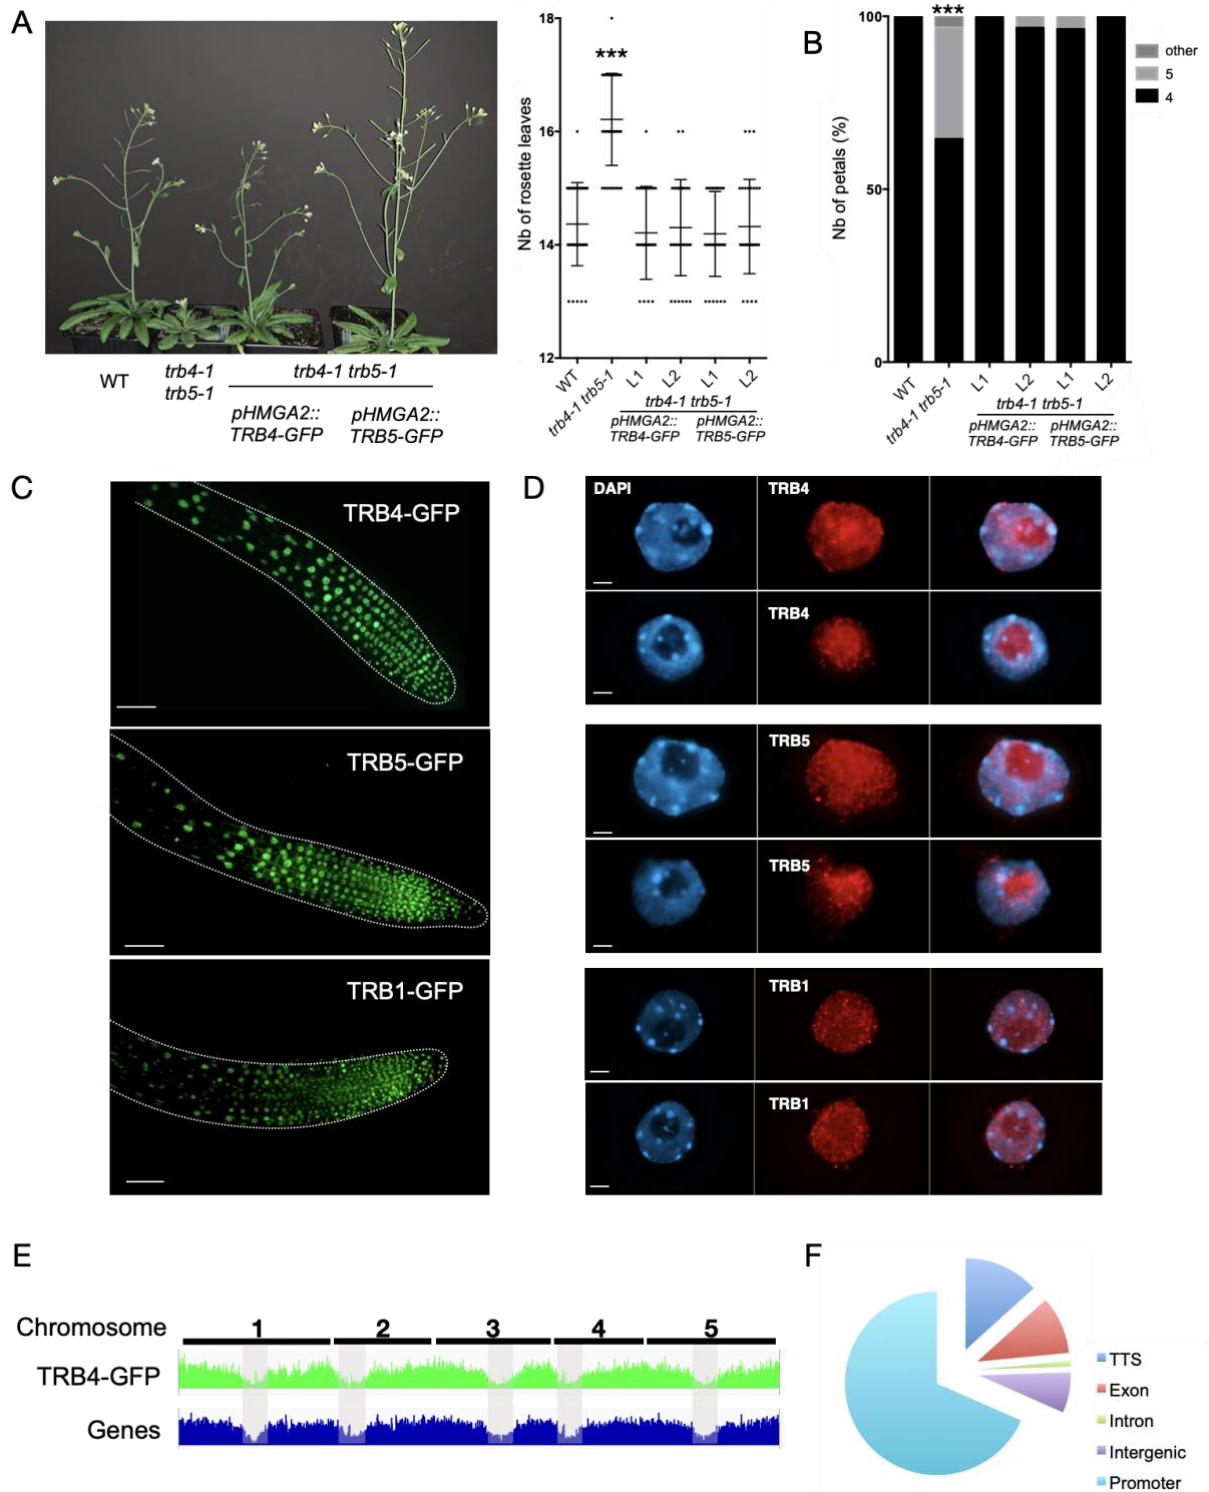 A
WT
trb4-1
trb5-1
trb4-1 trb5-1
pHMGA2::
TRB4-GFP
pHMGA2::
TRB5-GFP
Nb of rosette leaves
18
16
14
12
***
WT
trb4-1 trb5-1
L1
L2
L1
L2
trb4-1 trb5-1
pHMGA2::
TRB4-GFP
pHMGA2::
TRB5-GFP
B
Nb of petals (%)
100
50
0
***
other
5
4
WT
trb4-1 trb5-1
L1
L2
L1
L2
trb4-1 trb5-1
pHMGA2::
TRB4-GFP
pHMGA2::
TRB5-GFP
C
TRB4-GFP
TRB5-GFP
TRB1-GFP
D
DAPI
TRB4
TRB4
TRB5
TRB5
TRB1
TRB1
E
Chromosome 1 2 3 4 5
TRB4-GFP
Genes
F
TTS
Exon
Intron
Intergenic
Promoter